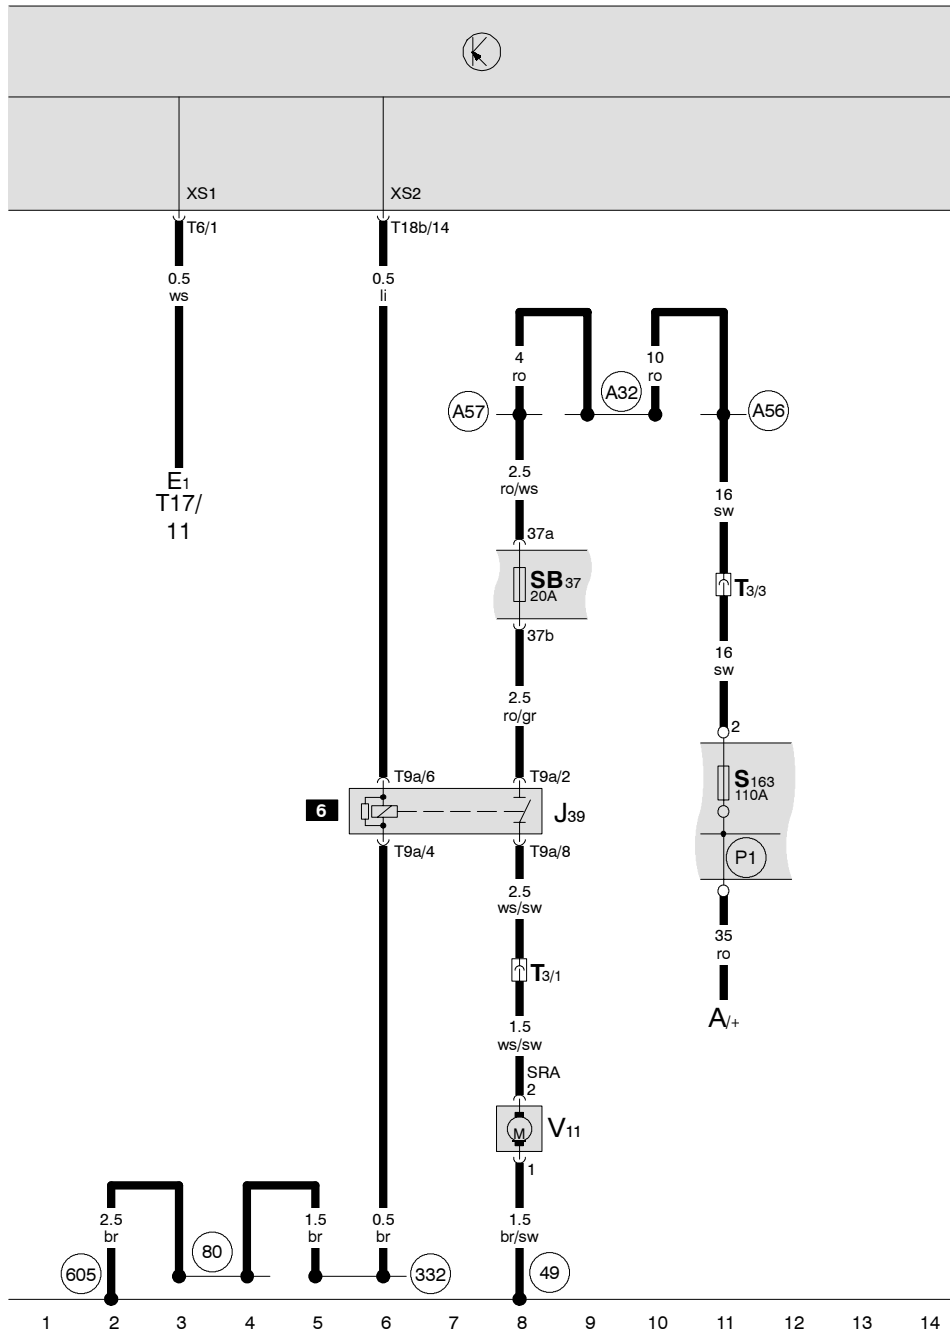 XS1
XS2
T6/1
T18b/14
0.5
ws
0.5
li
4
ro
10
ro
A57
A32
A56
E1
T17/
11
2.5
ro/ws
16
sw
37a
SB37
20A
T3/3
37b
16
sw
2.5
ro/gr
2
T9a/6
T9a/2
S163
110A
6
J39
T9a/4
T9a/8
P1
2.5
ws/sw
35
ro
T3/1
A/+
1.5
ws/sw
SRA
2
M
V11
1
2.5
br
1.5
br
0.5
br
1.5
br/sw
80
605
332
49
1 2 3 4 5 6 7 8 9 10 11 12 13 14